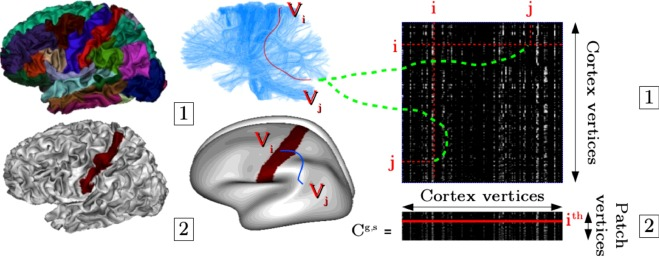 V_i
V_j
1
i
j
i
j
Cortex vertices
1
2
V_i
V_j
Cortex vertices
C^{g,s} =
i^{th}
Patch
vertices
2